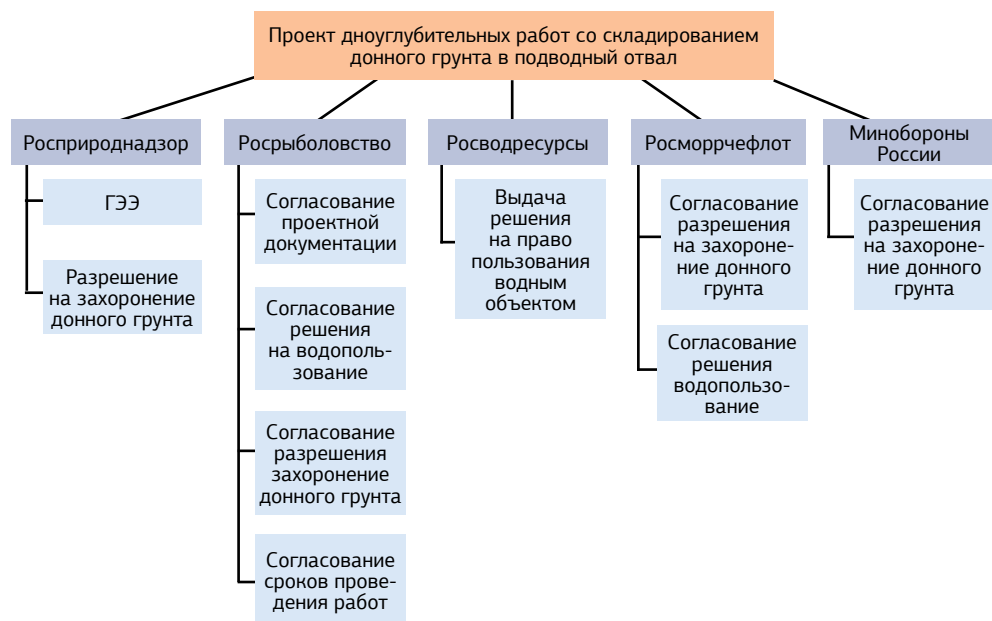 Проект дноуглубительных работ со складированием
донного грунта в подводный отвал
Росприроднадзор
ГЭЭ
Разрешение
на захоронение
донного грунта
Росрыболовство
Согласование
проектной
документации
Согласование
решения
на водополь-
зование
Согласование
разрешения
захоронение
донного грунта
Согласование
сроков прове-
дения работ
Росводресурсы
Выдача
решения
на право
пользования
водным
объектом
Росморрчефлот
Согласование
разрешения
на захороне-
ние донного
грунта
Согласование
решения
водопользо-
вание
Минобороны
России
Согласование
разрешения
на захороне-
ние донного
грунта